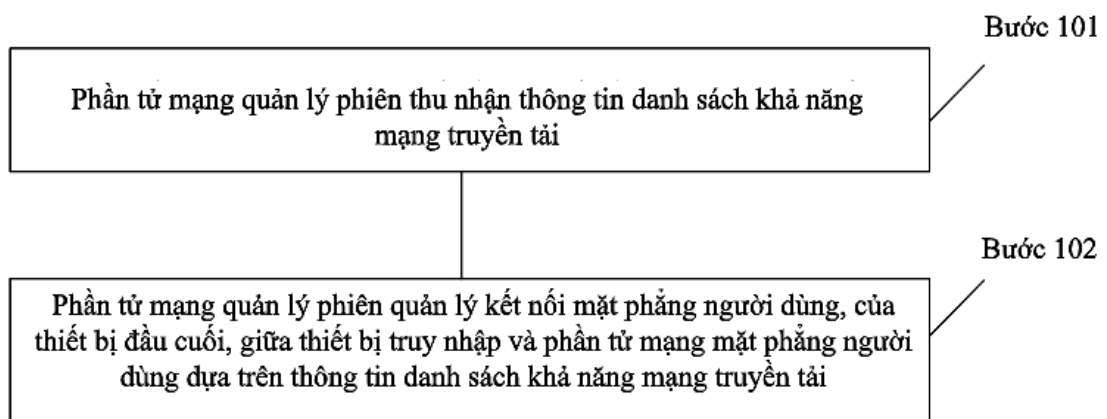 Bước 101
Phần tử mạng quản lý phiên thu nhận thông tin danh sách khả năng
mạng truyền tải
Bước 102
Phần tử mạng quản lý phiên quản lý kết nối mặt phẳng người dùng, của
thiết bị đầu cuối, giữa thiết bị truy nhập và phần tử mạng mặt phẳng người
dùng dựa trên thông tin danh sách khả năng mạng truyền tải